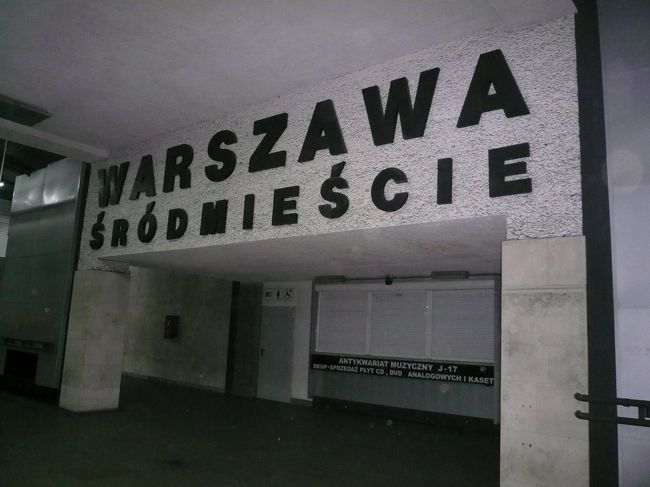 WARSZAWA
ŚRÓDMIEŚCIE
ANTYKWARIAT MUZYCZNY J-17
SKUP-SPRZEDAŻ PŁYT CD, DVD ANALOGOWYCH I KASET